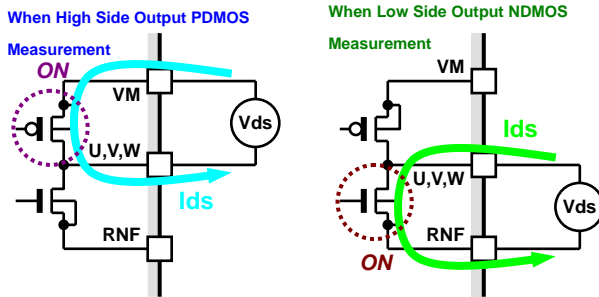 When High Side Output PDMOS
Measurement
ON
VM
Vds
U,V,W
Ids
RNF
When Low Side Output NDMOS
Measurement
VM
Ids
U,V,W
Vds
RNF
ON